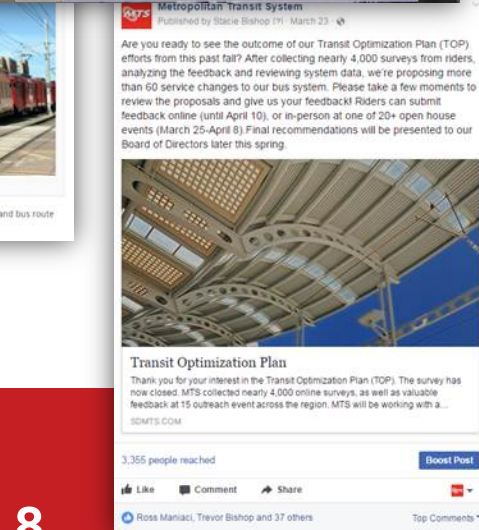 Metropolitan Transit System
Published by Stacie Bishop [?] · March 23 ·
MTS
Are you ready to see the outcome of our Transit Optimization Plan (TOP)
efforts from this past fall? After collecting nearly 4,000 surveys from riders,
analyzing the feedback and reviewing system data, we're proposing more
than 60 service changes to our bus system. Please take a few moments to
review the proposals and give us your feedback! Riders can submit
feedback online (until April 10), or in-person at one of 20+ open house
events (March 25-April 8).Final recommendations will be presented to our
Board of Directors later this spring.
and bus route
Transit Optimization Plan
Thank you for your interest in the Transit Optimization Plan (TOP). The survey has
now closed. MTS collected nearly 4,000 online surveys, as well as valuable
feedback at 15 outreach event across the region. MTS will be working with a...
SDMTS.COM
3,355 people reached
Boost Post
Like Comment Share
Ross Maniaci, Trevor Bishop and 37 others
Top Comments
8